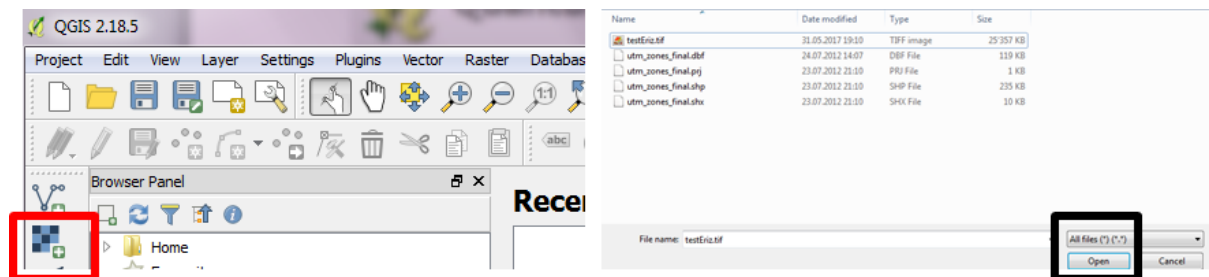 QGIS 2.18.5
Project Edit View Layer Settings Plugins Vector Raster Databas
1:1
abc
Browser Panel
Home
Recen
Name Date modified Type Size
testEriz.tif 31.05.2017 19:10 TIFF image 25'357 KB
utm_zones_final.dbf 24.07.2012 14:07 DBF File 119 KB
utm_zones_final.prj 23.07.2012 21:10 PRJ File 1 KB
utm_zones_final.shp 23.07.2012 21:10 SHP File 235 KB
utm_zones_final.shx 23.07.2012 21:10 SHX File 10 KB
File name: testEriz.tif All files (*) (*.*)
Open Cancel